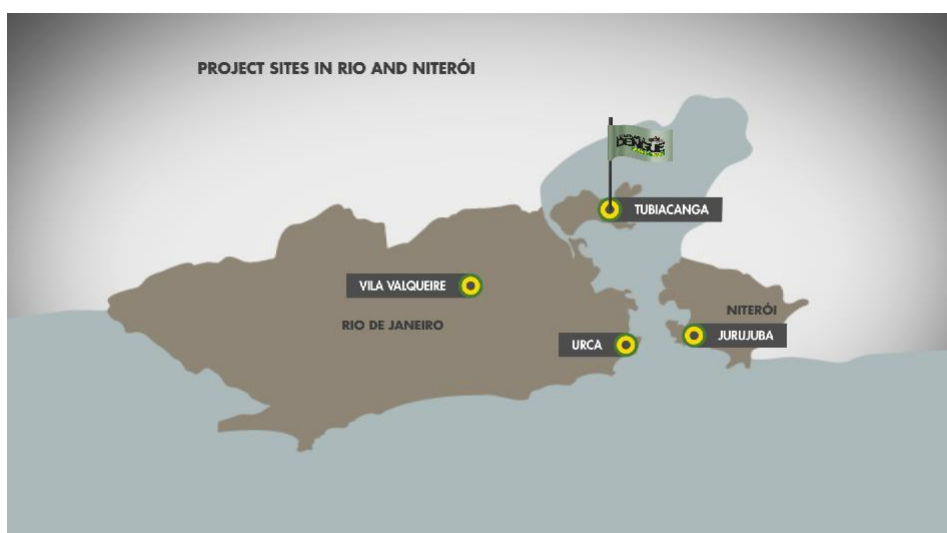 PROJECT SITES IN RIO AND NITERÓI
DENGUE
TUBIACANGA
VILA VALQUEIRE
RIO DE JANEIRO
NITERÓI
URCA
JURUJUBA